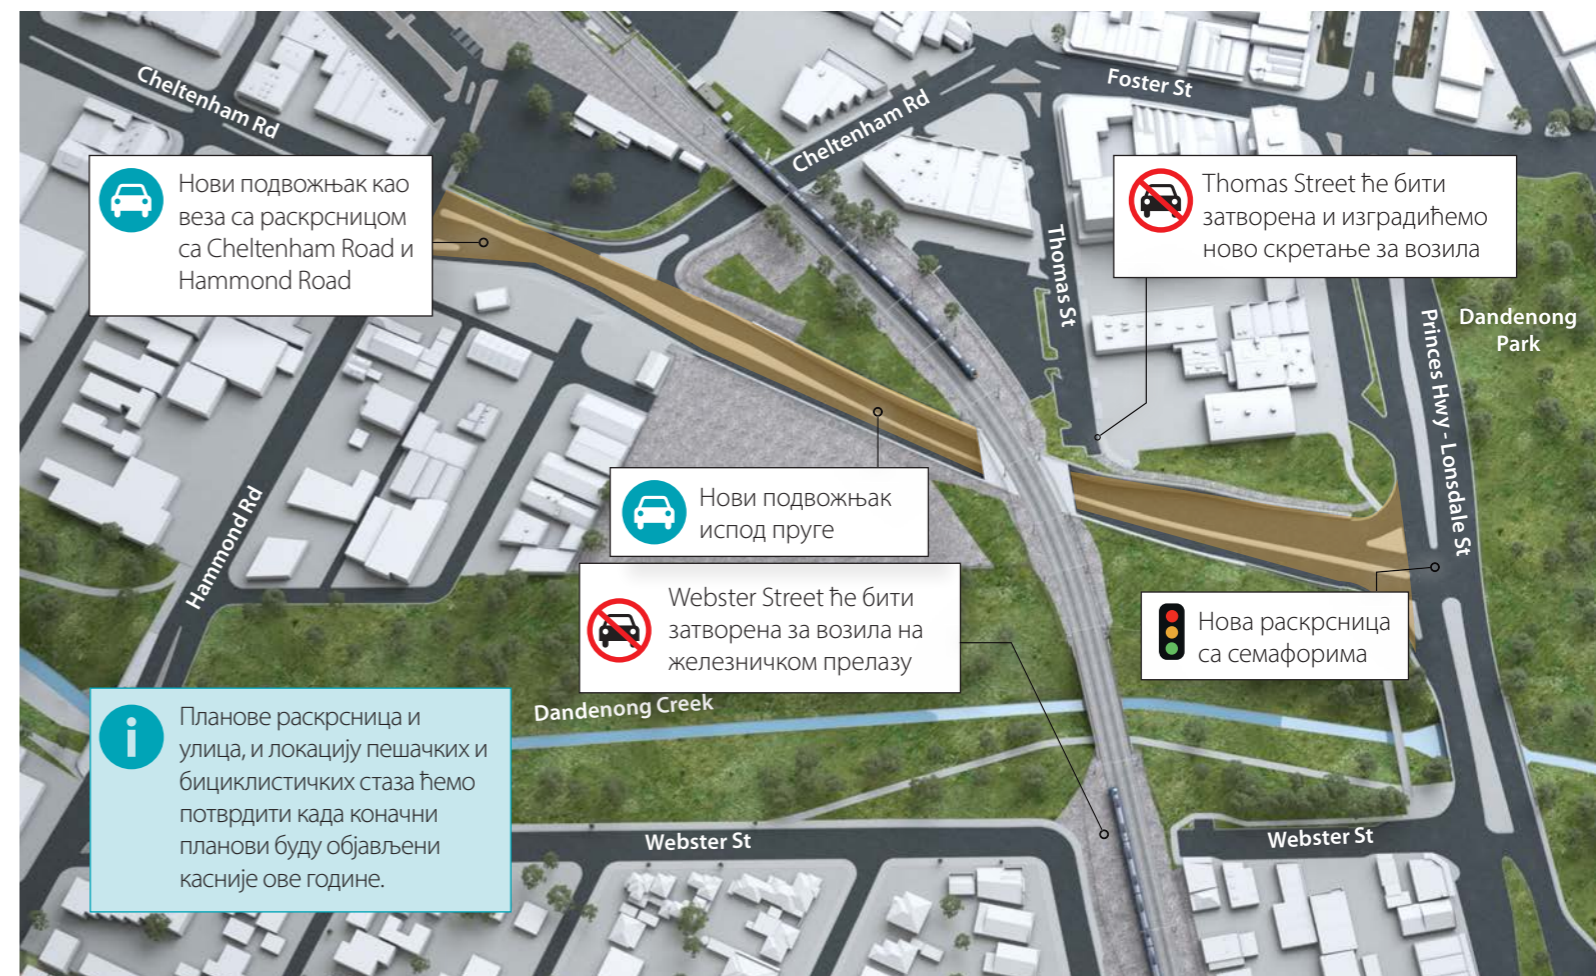 Foster St
Cheltenham Rd
Cheltenham Rd
Нови подвожњак као
веза са раскрсницом
са Cheltenham Road и
Hammond Road
Thomas Street ће бити
затворена и изградићемо
ново скретање за возила
Thomas St
Princes Hwy - Lonsdale St
Dandenong
Park
Нови подвожњак
испод пруге
Hammond Rd
Webster Street ће бити
затворена за возила на
железничком прелазу
Нова раскрсница
са семафорима
Dandenong Creek
i
Планове раскрсница и
улица, и локацију пешачких и
бициклистичких стаза ћемо
потврдити када коначни
планови буду објављени
касније ове године.
Webster St
Webster St